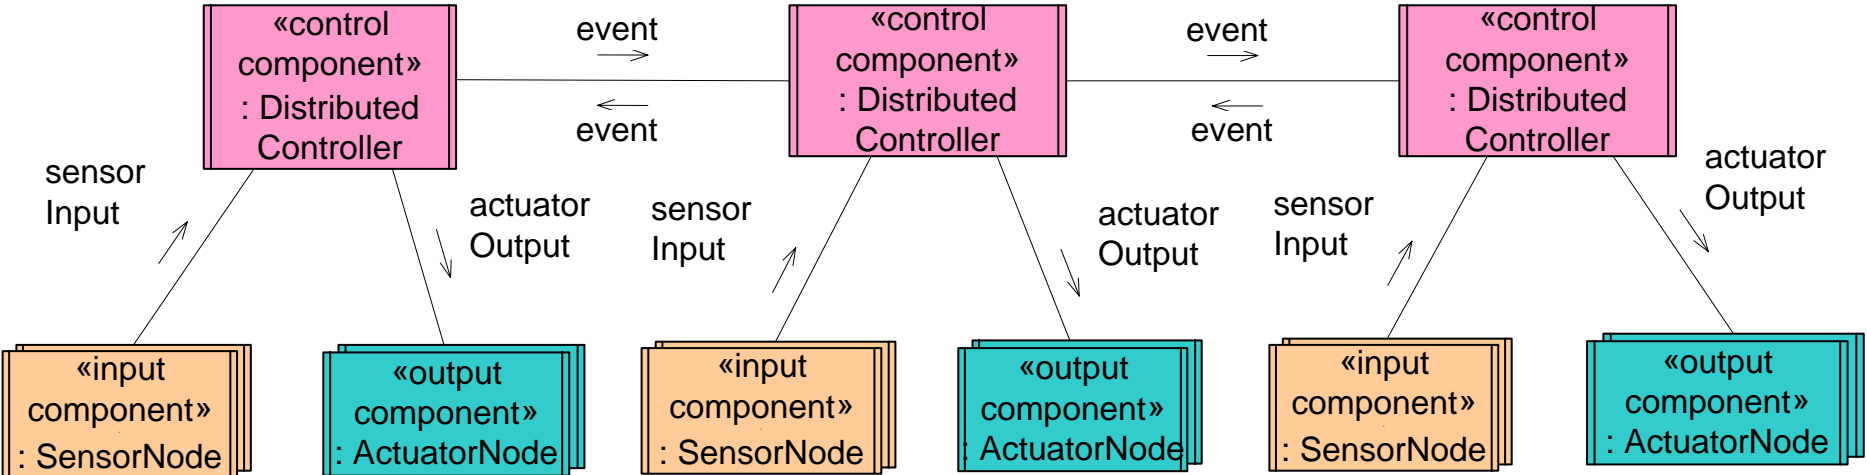 «control
component»
: Distributed
Controller
event
event
«control
component»
: Distributed
Controller
event
event
«control
component»
: Distributed
Controller
sensor
Input
actuator
Output
sensor
Input
actuator
Output
sensor
Input
actuator
Output
«input
component»
: SensorNode
«output
component»
: ActuatorNode
«input
component»
: SensorNode
«output
component»
: ActuatorNode
«input
component»
: SensorNode
«output
component»
: ActuatorNode